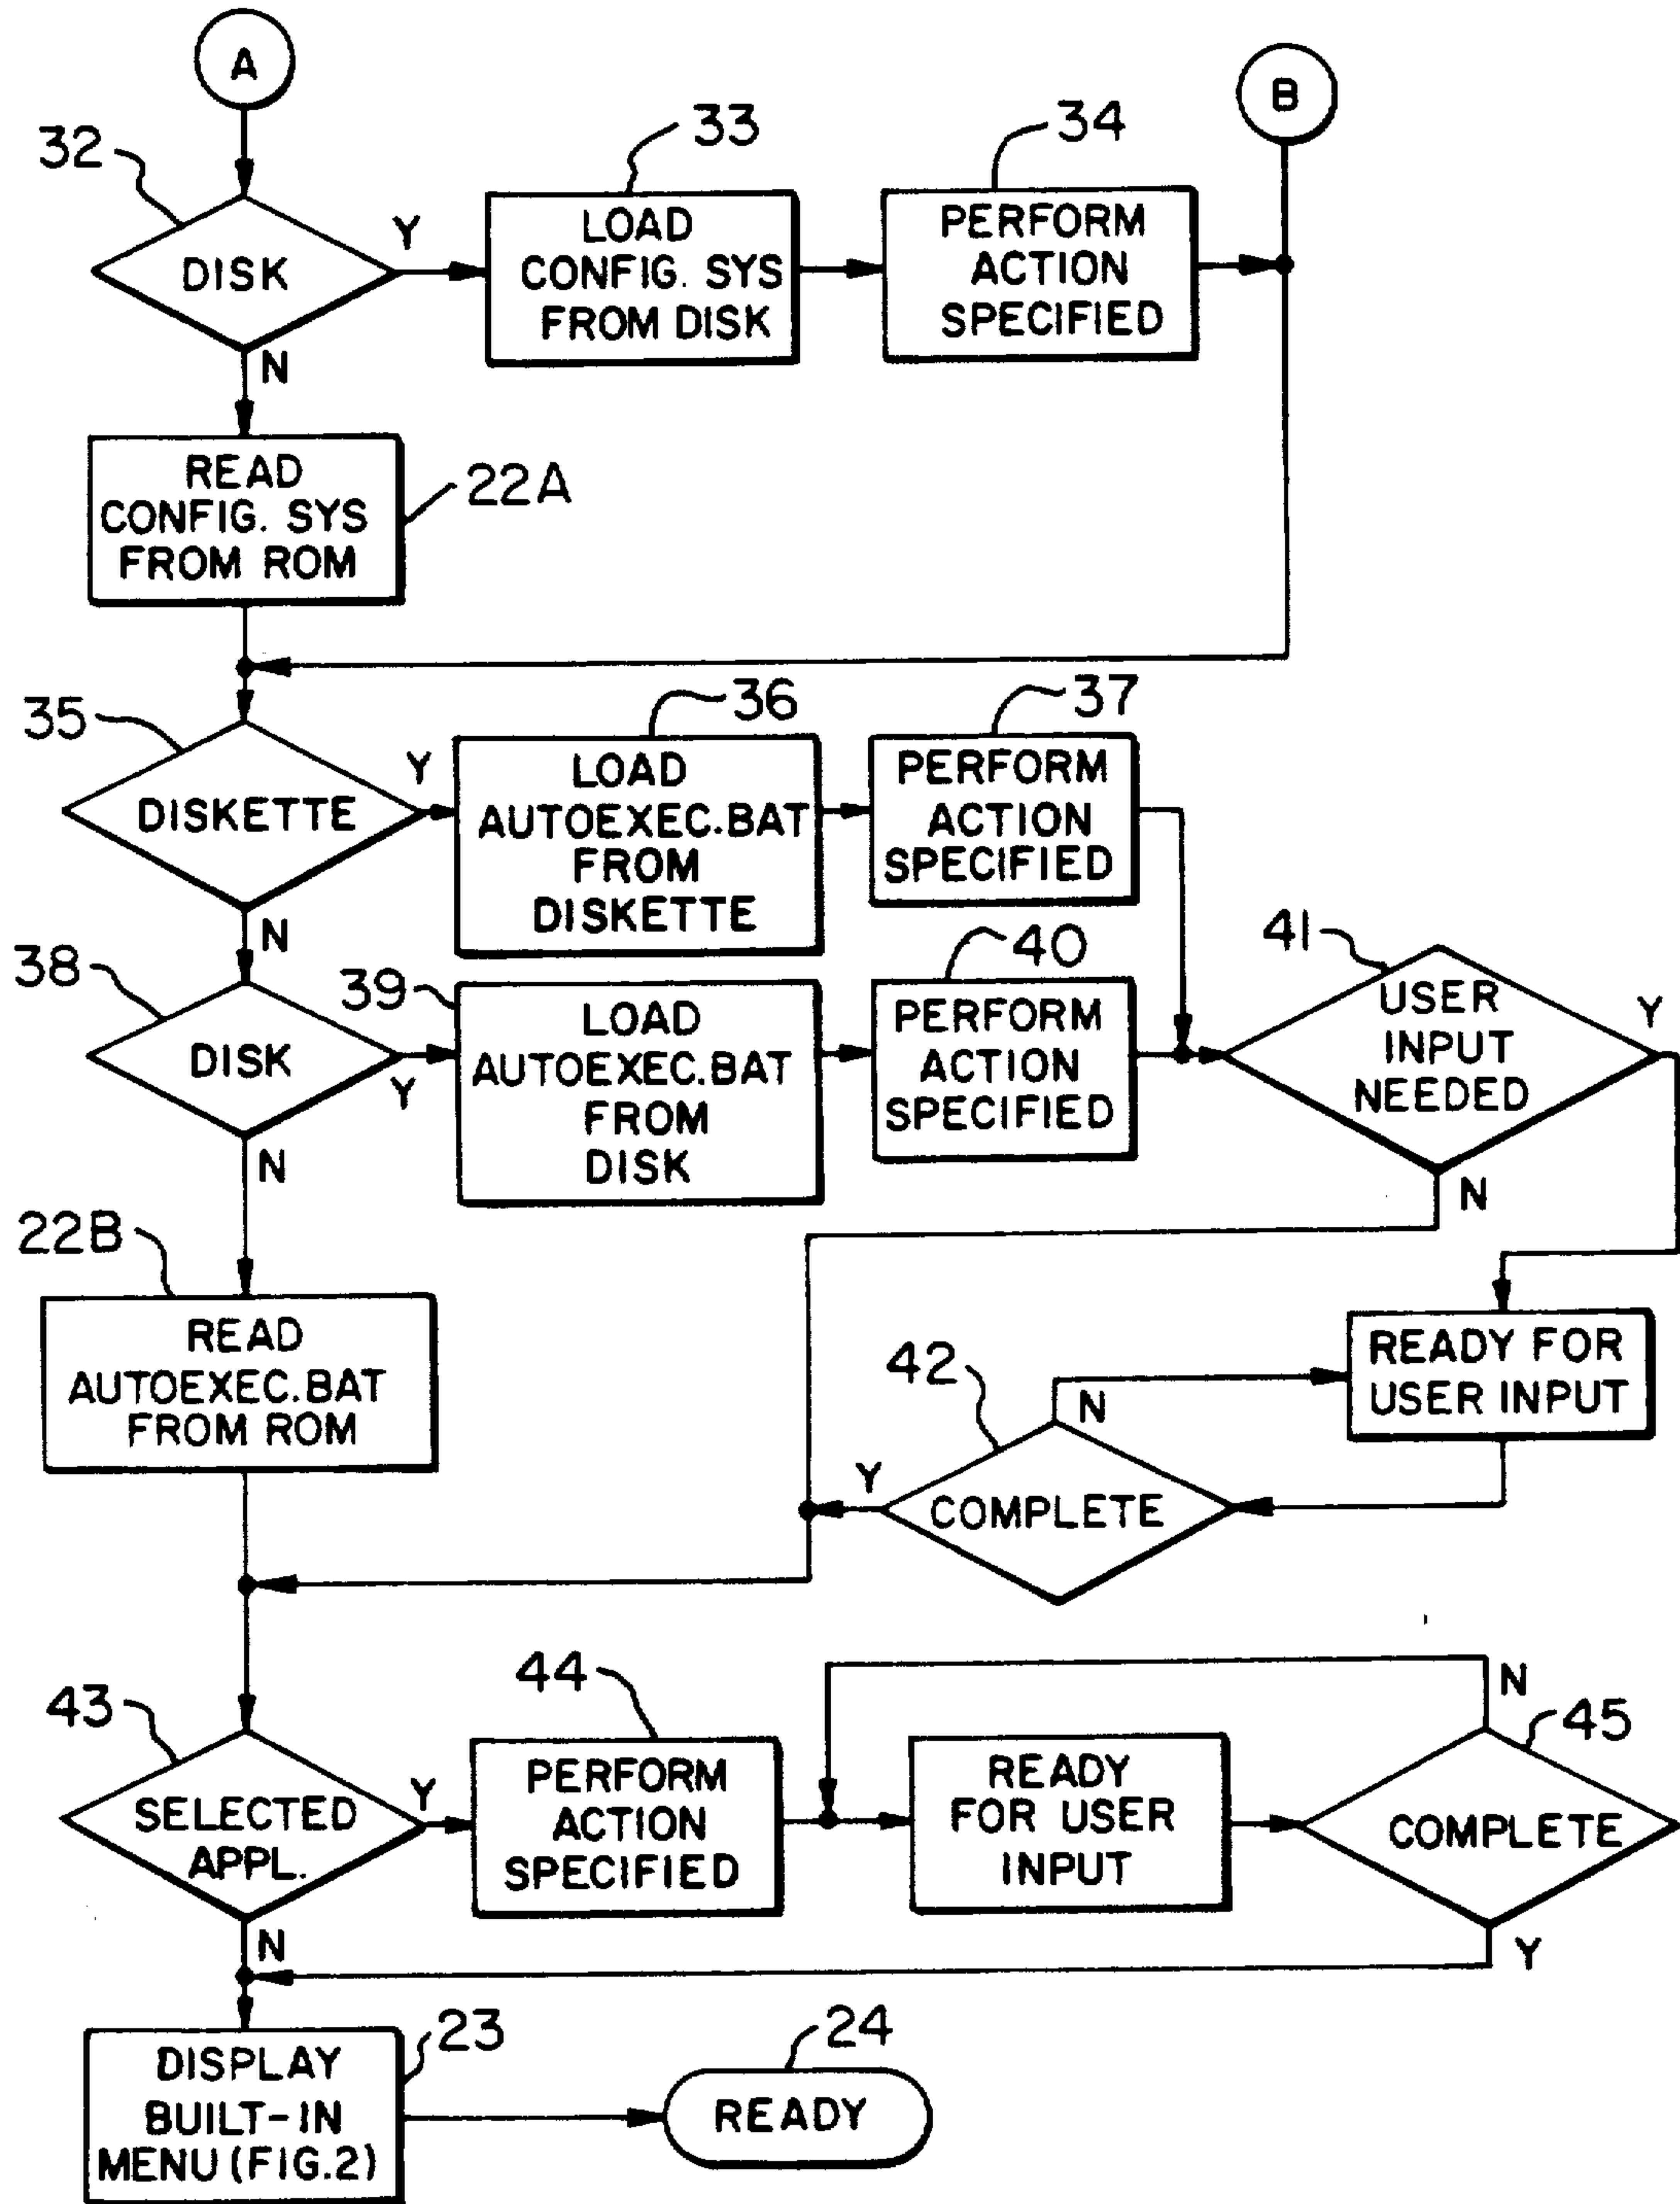 A
B
32
33
34
DISK
Y
LOAD
CONFIG. SYS
FROM DISK
PERFORM
ACTION
SPECIFIED
N
READ
CONFIG. SYS
FROM ROM
22A
35
36
37
DISKETTE
Y
LOAD
AUTOEXEC.BAT
FROM
DISKETTE
PERFORM
ACTION
SPECIFIED
N
38
39
40
41
DISK
Y
LOAD
AUTOEXEC.BAT
FROM
DISK
PERFORM
ACTION
SPECIFIED
USER
INPUT
NEEDED
Y
N
N
22B
READ
AUTOEXEC.BAT
FROM ROM
READY FOR
USER INPUT
42
N
Y
COMPLETE
43
44
45
SELECTED
APPL.
Y
PERFORM
ACTION
SPECIFIED
READY
FOR USER
INPUT
N
COMPLETE
N
Y
23
24
DISPLAY
BUILT-IN
MENU (FIG.2)
READY